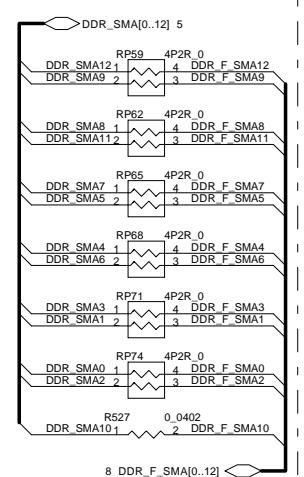 DDR_SMA[0..12] 5
RP59 4P2R_0
DDR_SMA12 1 4 DDR_F_SMA12
DDR_SMA9 2 3 DDR_F_SMA9
RP62 4P2R_0
DDR_SMA8 1 4 DDR_F_SMA8
DDR_SMA11 2 3 DDR_F_SMA11
RP65 4P2R_0
DDR_SMA7 1 4 DDR_F_SMA7
DDR_SMA5 2 3 DDR_F_SMA5
RP68 4P2R_0
DDR_SMA4 1 4 DDR_F_SMA4
DDR_SMA6 2 3 DDR_F_SMA6
RP71 4P2R_0
DDR_SMA3 1 4 DDR_F_SMA3
DDR_SMA1 2 3 DDR_F_SMA1
RP74 4P2R_0
DDR_SMA0 1 4 DDR_F_SMA0
DDR_SMA2 2 3 DDR_F_SMA2
R527 0_0402
DDR_SMA10 1 2 DDR_F_SMA10
8 DDR_F_SMA[0..12]